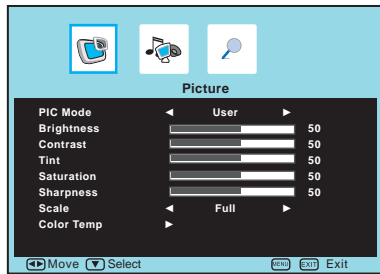 Picture
PIC Mode ◀ User ▶
Brightness 50
Contrast 50
Tint 50
Saturation 50
Sharpness 50
Scale ◀ Full ▶
Color Temp ▶
Move Select MENU EXIT Exit